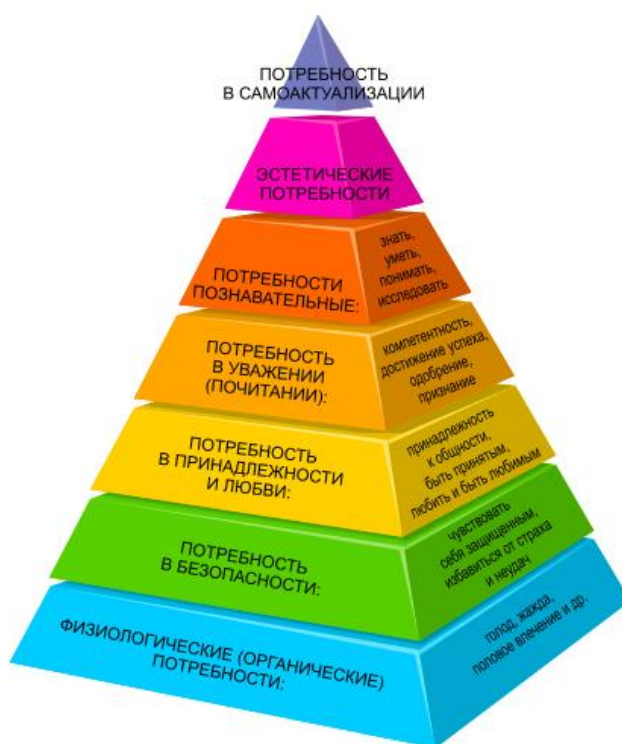 ПОТРЕБНОСТЬ
В САМОАКТУАЛИЗАЦИИ
ЭСТЕТИЧЕСКИЕ
ПОТРЕБНОСТИ
ПОТРЕБНОСТИ
ПОЗНАВАТЕЛЬНЫЕ:
знать,
уметь,
понимать,
исследовать
ПОТРЕБНОСТЬ
В УВАЖЕНИИ
(ПОЧИТАНИИ):
компетентность,
достижение успеха,
одобрение,
признание
ПОТРЕБНОСТЬ
В ПРИНАДЛЕЖНОСТИ
И ЛЮБВИ:
принадлежность
к общности,
быть принятым,
любить и быть любимым
ПОТРЕБНОСТЬ
В БЕЗОПАСНОСТИ:
чувствовать
себя защищенным,
избавиться от страха
и неудач
ФИЗИОЛОГИЧЕСКИЕ (ОРГАНИЧЕСКИЕ)
ПОТРЕБНОСТИ:
голод, жажда,
половое влечение и др.